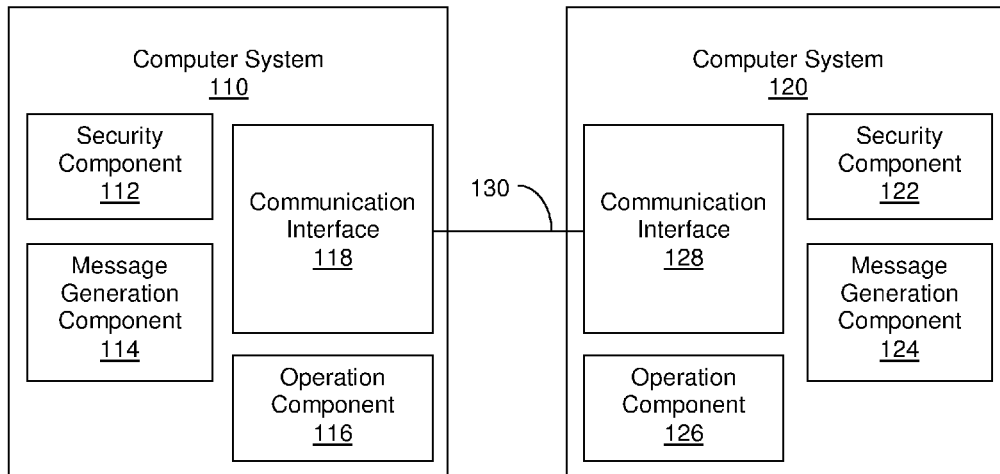 Computer System
110
Security
Component
112
Communication
Interface
118
Message
Generation
Component
114
Operation
Component
116
130
Computer System
120
Communication
Interface
128
Security
Component
122
Message
Generation
Component
124
Operation
Component
126